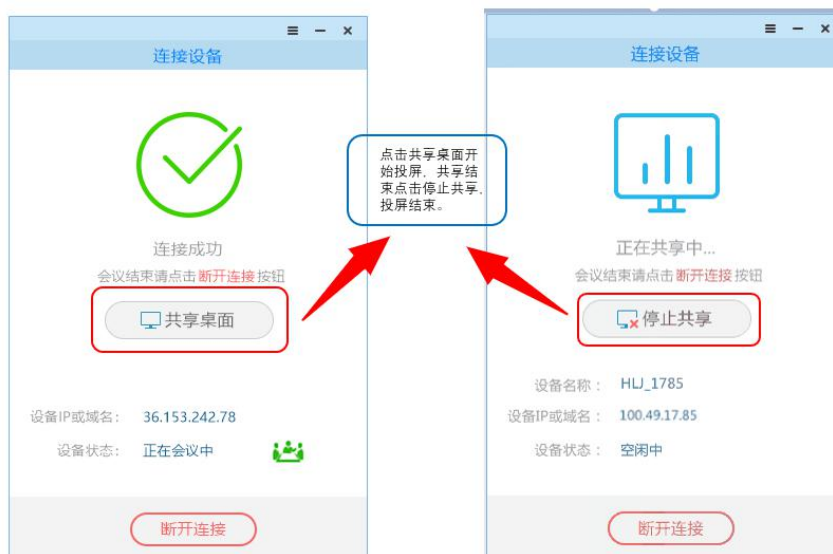 连接设备
连接成功
会议结束请点击断开连接按钮
共享桌面
设备IP或域名: 36.153.242.78
设备状态: 正在会议中
断开连接
点击共享桌面开
始投屏,共享结
束点击停止共享,
投屏结束。
连接设备
正在共享中...
会议结束请点击断开连接按钮
停止共享
设备名称: HLJ_1785
设备IP或域名: 100.49.17.85
设备状态: 空闲中
断开连接